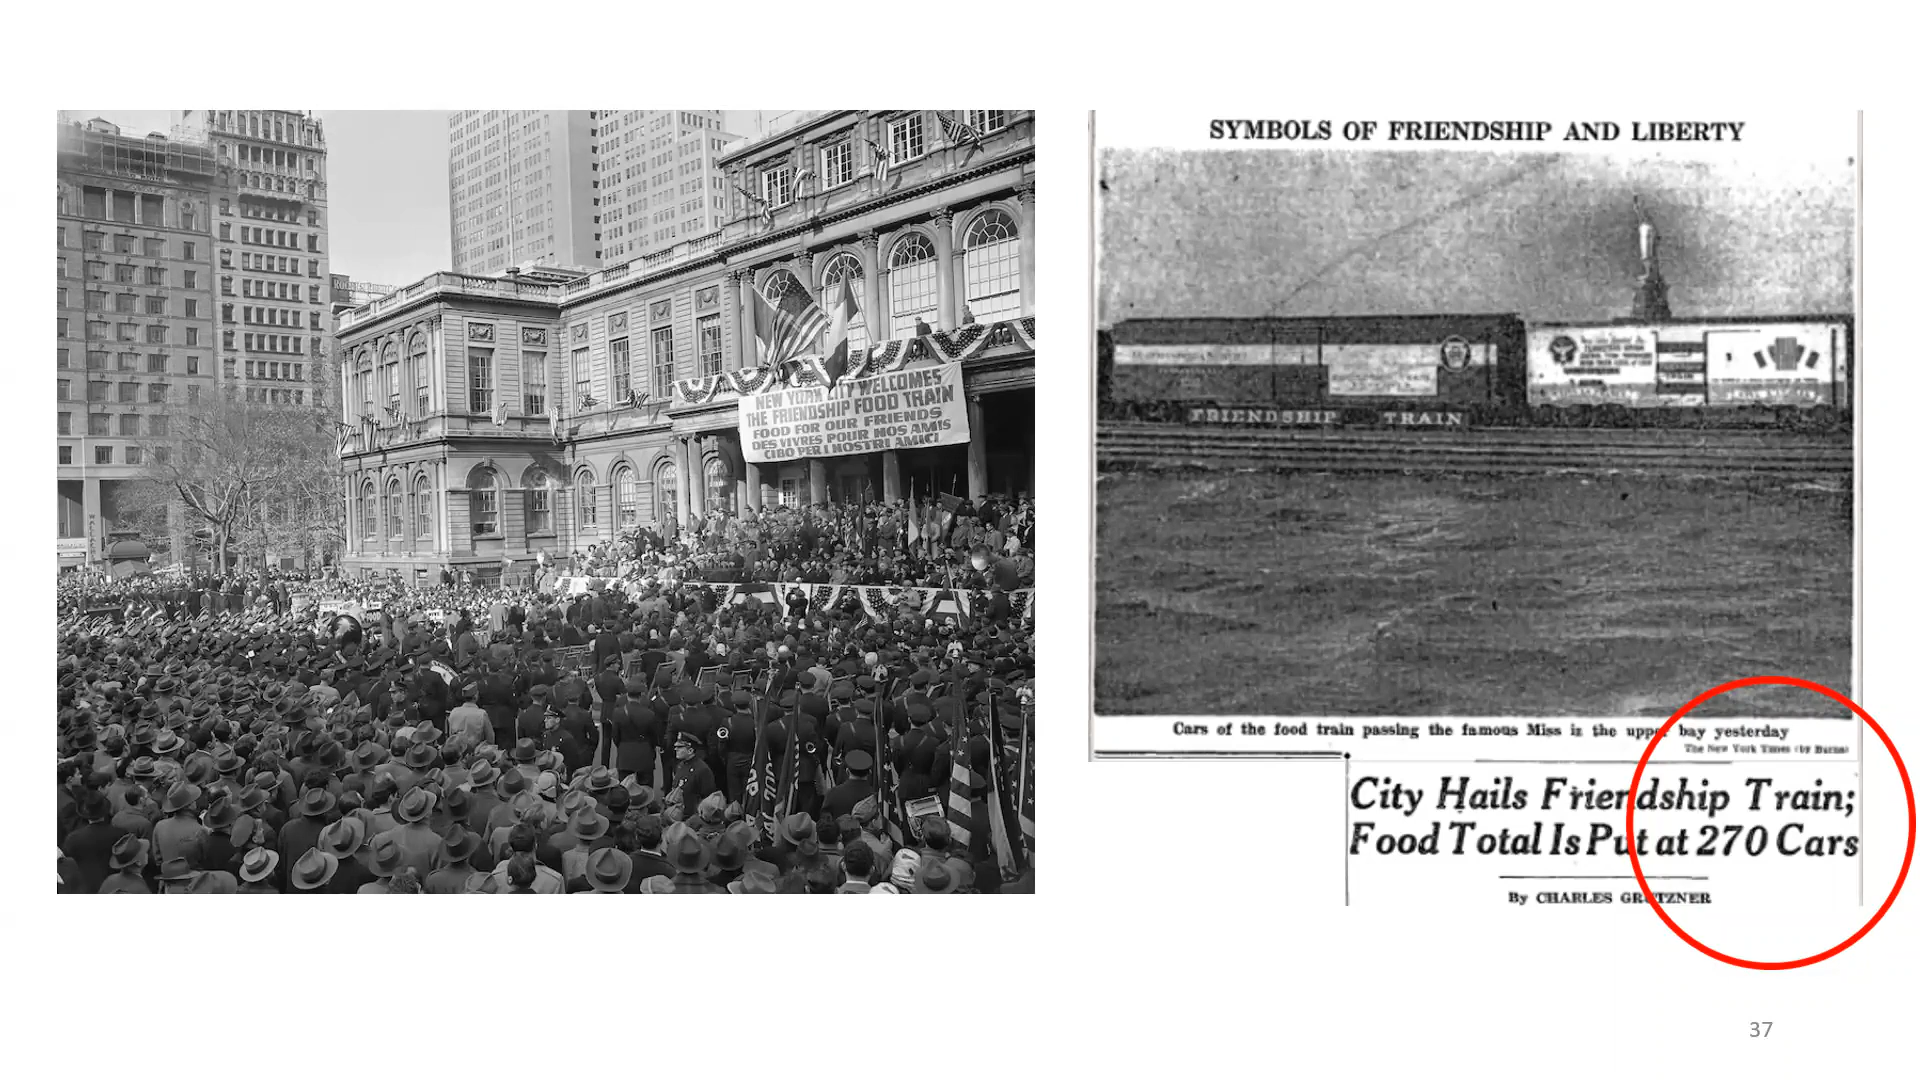 NEW YORK CITY WELCOMES
THE FRIENDSHIP FOOD TRAIN
FOOD FOR OUR FRIENDS
DES VIVRES POUR NOS AMIS
CIBO PER I NOSTRI AMICI
SYMBOLS OF FRIENDSHIP AND LIBERTY
FRIENDSHIP TRAIN
Cars of the food train passing the famous Miss in the upper bay yesterday
The New York Times (by Burns)
City Hails Friendship Train;
Food Total Is Put at 270 Cars
By CHARLES GRUTZNER
37